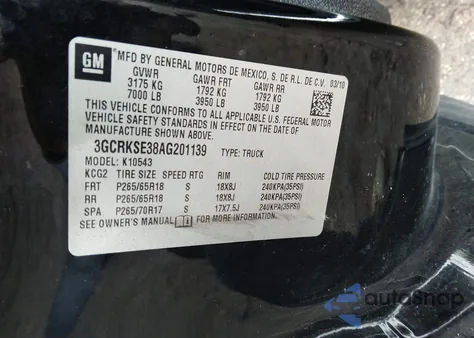 GM
MFD BY GENERAL MOTORS DE MEXICO, S. DE R.L. DE C.V. 03/10
GVWR GAWR FRT GAWR RR
3175 KG 1792 KG 1792 KG
7000 LB 3950 LB 3950 LB
THIS VEHICLE CONFORMS TO ALL APPLICABLE U.S. FEDERAL MOTOR
VEHICLE SAFETY STANDARDS IN EFFECT ON THE DATE OF
MANUFACTURE SHOWN ABOVE.
3GCRKSE38AG201139 TYPE: TRUCK
MODEL: K10543
KCG2 TIRE SIZE SPEED RTG RIM COLD TIRE PRESSURE
FRT P265/65R18 S 18X8J 240KPA(35PSI)
RR P265/65R18 S 18X8J 240KPA(35PSI)
SPA P265/70R17 S 17X7.5J 240KPA(35PSI)
SEE OWNER'S MANUAL FOR MORE INFORMATION.
autosnap